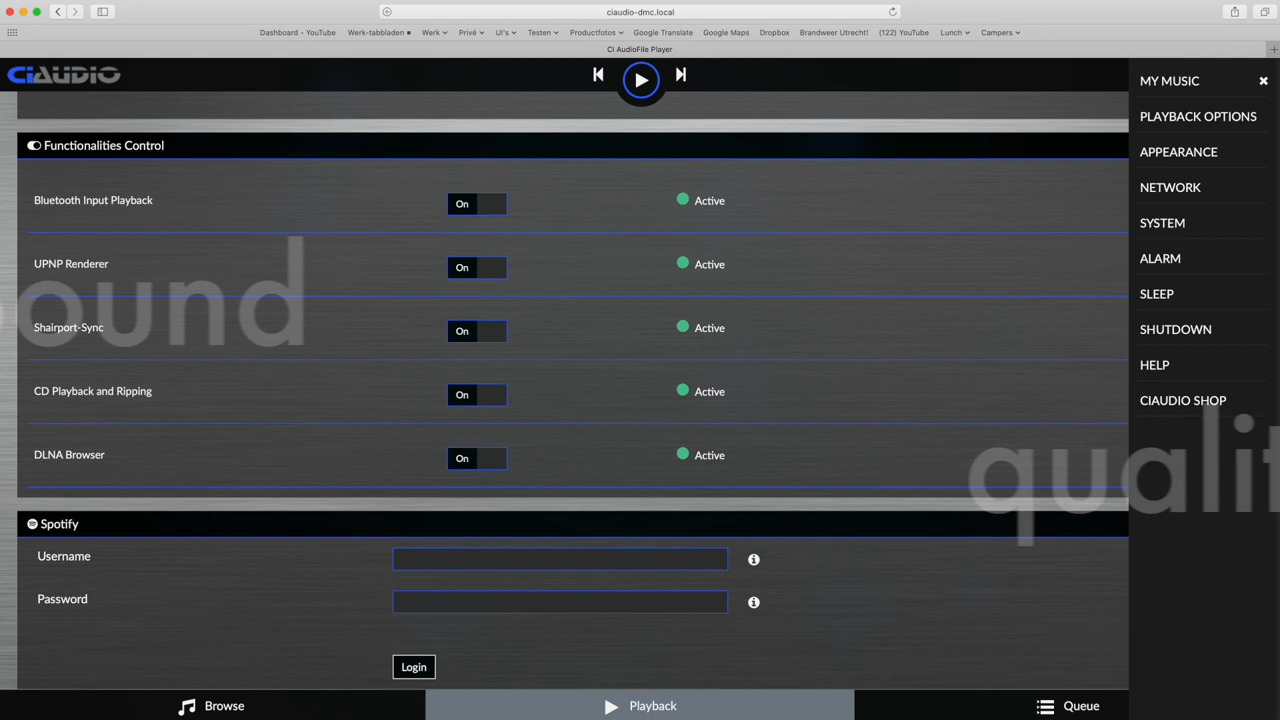 ciaudio-dmc.local
Dashboard - YouTube Werk-tabbladen Werk Privé UI's Testen Productfotos Google Translate Google Maps Dropbox Brandweer Utrecht! (122) YouTube Lunch Campers
CI AudioFile Player
CiAUDiO
Functionalities Control
Bluetooth Input Playback On Active
UPNP Renderer On Active
Shairport-Sync On Active
CD Playback and Ripping On Active
DLNA Browser On Active
Spotify
Username
Password
Login
MY MUSIC
PLAYBACK OPTIONS
APPEARANCE
NETWORK
SYSTEM
ALARM
SLEEP
SHUTDOWN
HELP
CIAUDIO SHOP
ound
qualit
Browse Playback Queue